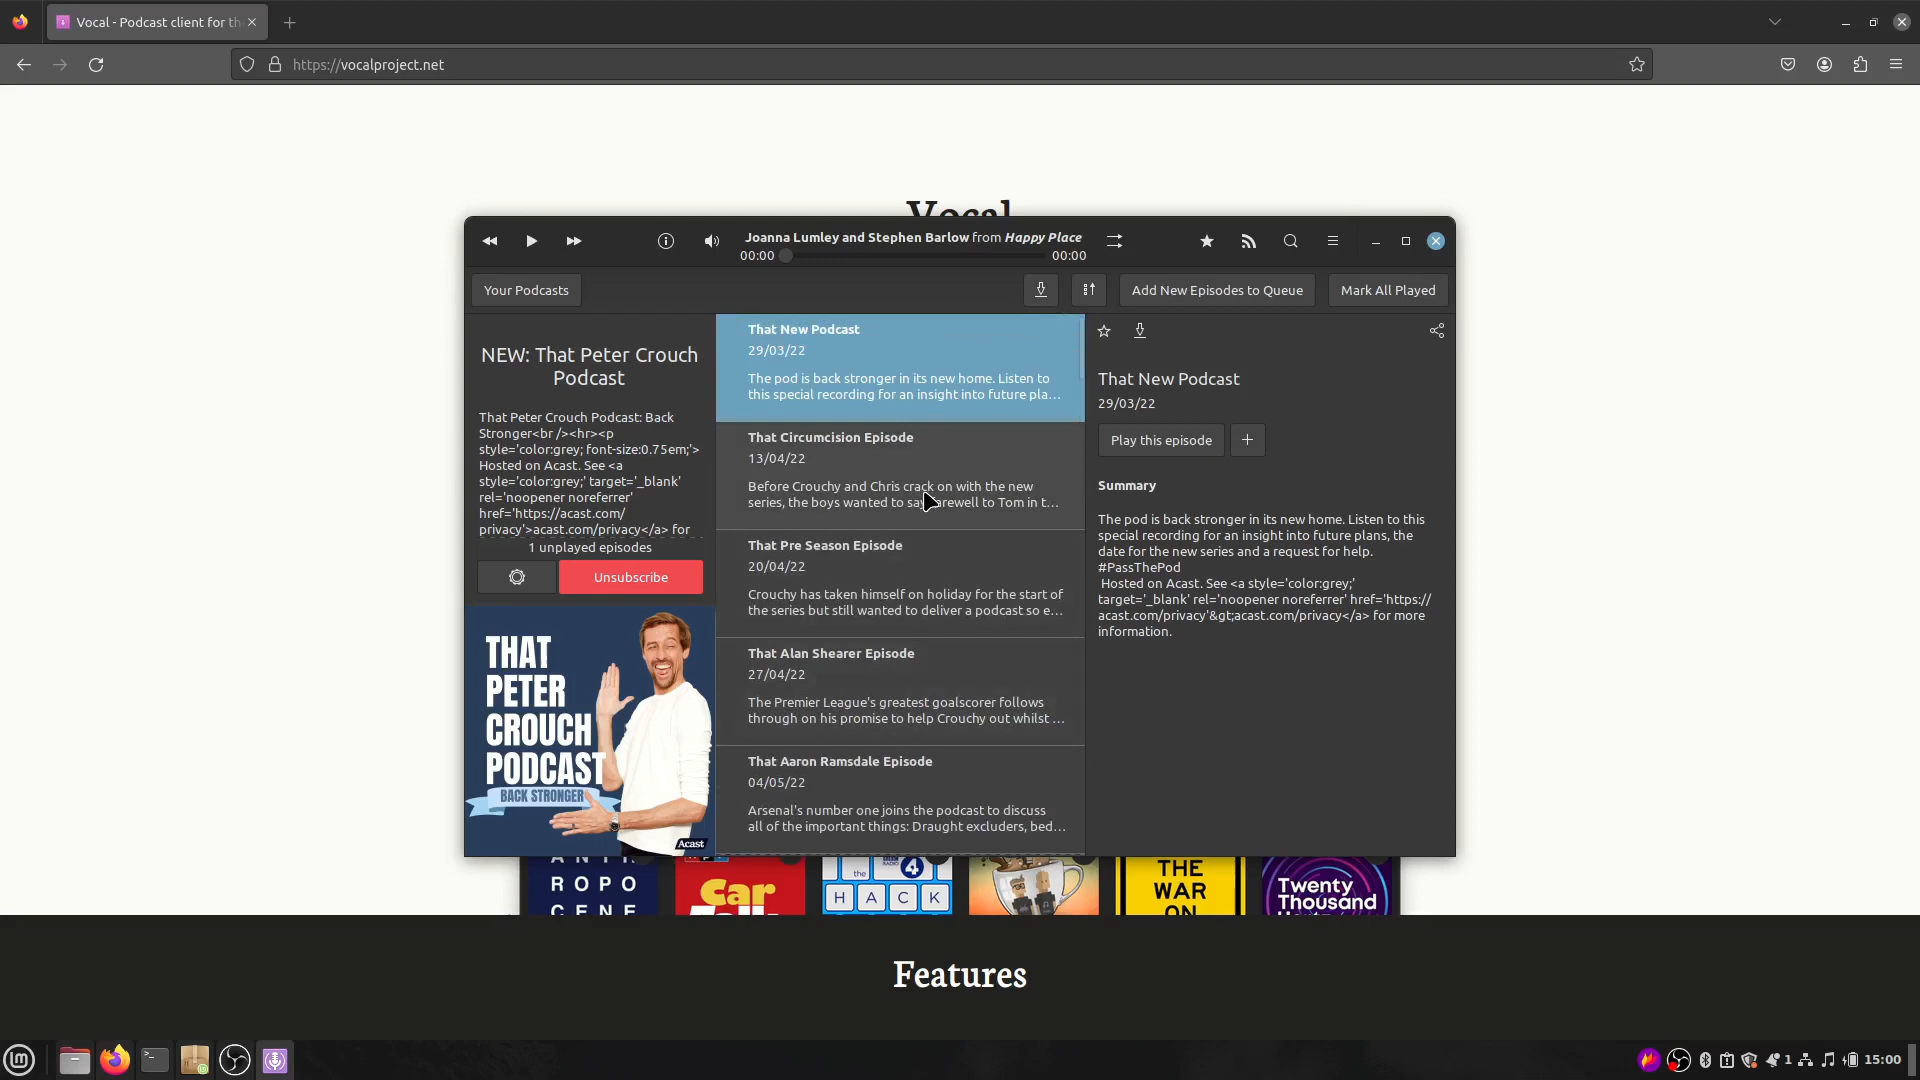 Vocal - Podcast client for th
https://vocalproject.net
Vocal
Joanna Lumley and Stephen Barlow from Happy Place
00:00
00:00
Your Podcasts
Add New Episodes to Queue
Mark All Played
NEW: That Peter Crouch
Podcast
That Peter Crouch Podcast: Back
Stronger<br /><hr><p
style='color:grey; font-size:0.75em;'>
Hosted on Acast. See <a
style='color:grey;' target='_blank'
rel='noopener noreferrer'
href='https://acast.com/
privacy'>acast.com/privacy</a> for
1 unplayed episodes
Unsubscribe
THAT
PETER
CROUCH
PODCAST
BACK STRONGER
Acast
That New Podcast
29/03/22
The pod is back stronger in its new home. Listen to
this special recording for an insight into future pla...
That Circumcision Episode
13/04/22
Before Crouchy and Chris crack on with the new
series, the boys wanted to say farewell to Tom in t...
That Pre Season Episode
20/04/22
Crouchy has taken himself on holiday for the start of
the series but still wanted to deliver a podcast so e...
That Alan Shearer Episode
27/04/22
The Premier League's greatest goalscorer follows
through on his promise to help Crouchy out whilst ...
That Aaron Ramsdale Episode
04/05/22
Arsenal's number one joins the podcast to discuss
all of the important things: Draught excluders, bed...
That New Podcast
29/03/22
Play this episode
Summary
The pod is back stronger in its new home. Listen to this
special recording for an insight into future plans, the
date for the new series and a request for help.
#PassThePod
Hosted on Acast. See <a style='color:grey;'
target='_blank' rel='noopener noreferrer' href='https://
acast.com/privacy'&gt;acast.com/privacy</a> for more
information.
ROPO
CENE
Car
Talk
the
4
HACK
THE
WAR
ON
Twenty
Thousand
Hertz
Features
1
15:00